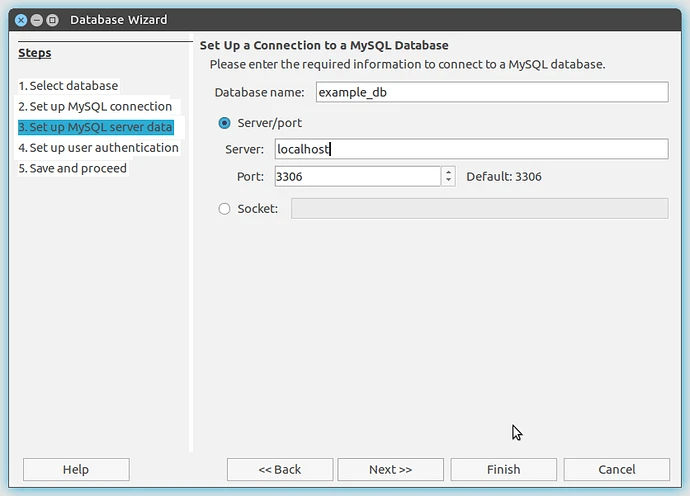 Database Wizard
Steps
1. Select database
2. Set up MySQL connection
3. Set up MySQL server data
4. Set up user authentication
5. Save and proceed
Set Up a Connection to a MySQL Database
Please enter the required information to connect to a MySQL database.
Database name: example_db
Server/port
Server: localhost
Port: 3306 Default: 3306
Socket:
Help << Back Next >> Finish Cancel